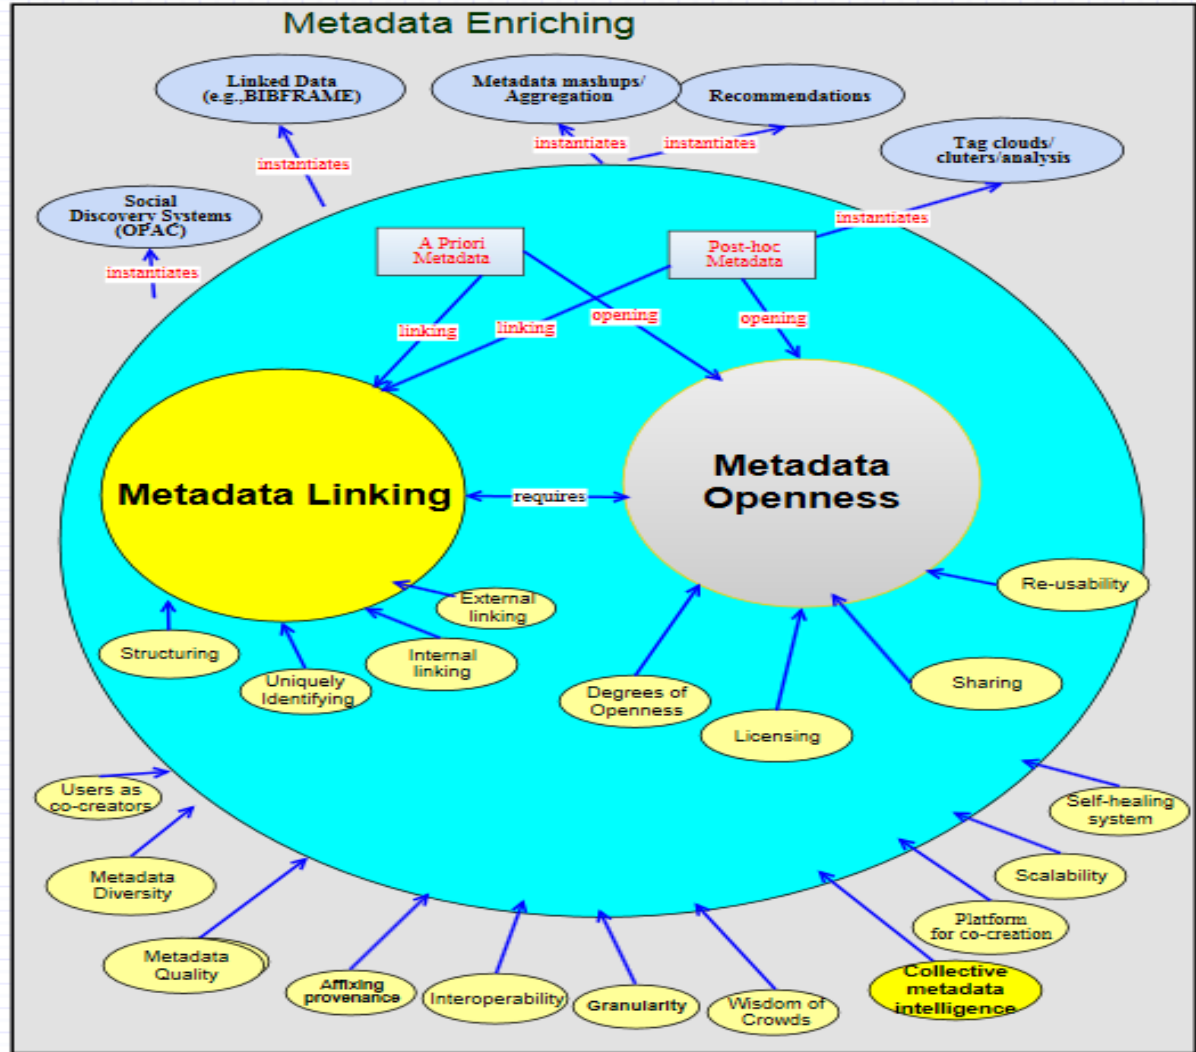 Metadata Enriching
Linked Data
(e.g.,BIBFRAME)
Metadata mashups/
Aggregation
Recommendations
Tag clouds/
cluters/analysis
instantiates
instantiates
instantiates
Social
Discovery Systems
(OPAC)
instantiates
instantiates
A Priori
Metadata
Post-hoc
Metadata
linking
linking
opening
opening
Metadata Linking
requires
Metadata
Openness
External
linking
Structuring
Internal
linking
Uniquely
Identifying
Re-usability
Degrees of
Openness
Sharing
Licensing
Users as
co-creators
Self-healing
system
Metadata
Diversity
Scalability
Metadata
Quality
Platform
for co-creation
Affixing
provenance
Interoperability
Granularity
Wisdom of
Crowds
Collective
metadata
intelligence